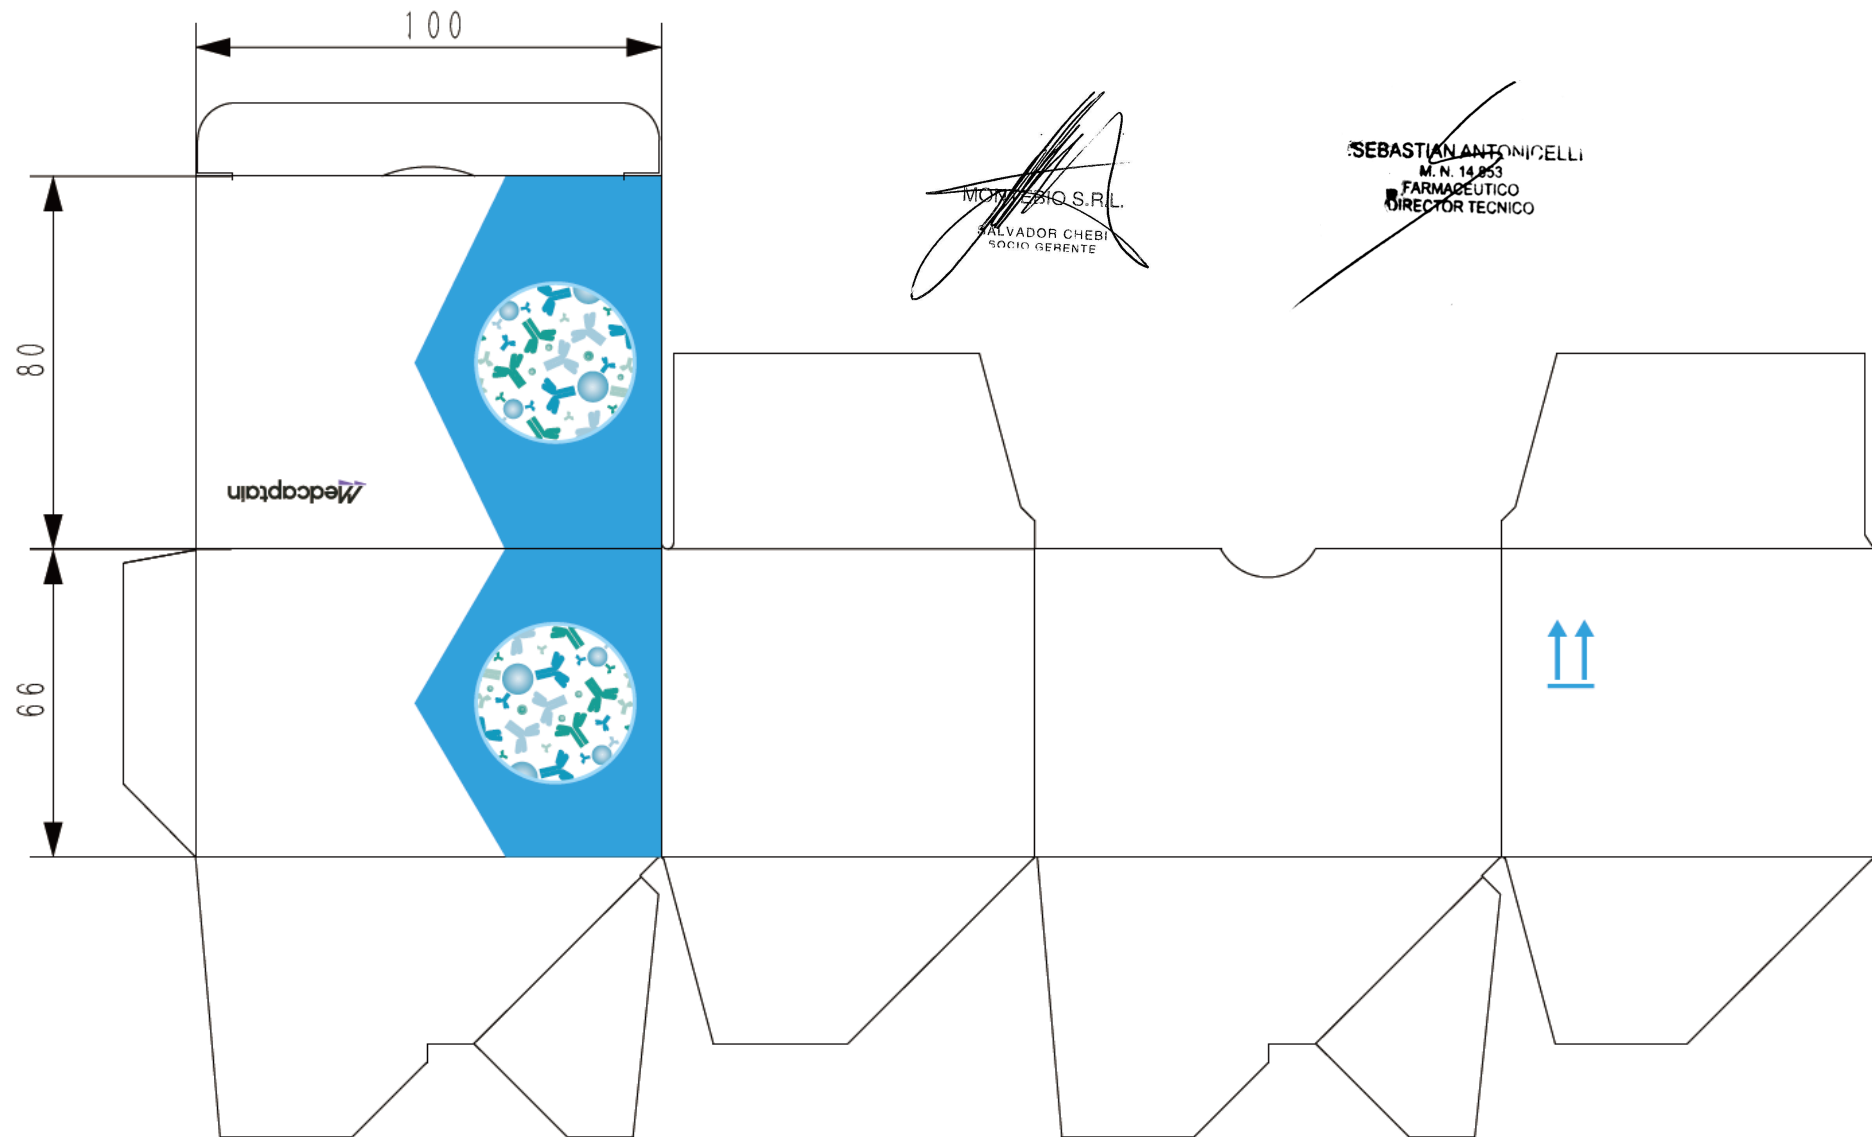 100
80
Medcaptain
66
MONTEBIO S.R.L.
SALVADOR CHEBI
SOCIO GERENTE
SEBASTIAN ANTONICELLI
M. N. 14.853
FARMACEUTICO
DIRECTOR TECNICO